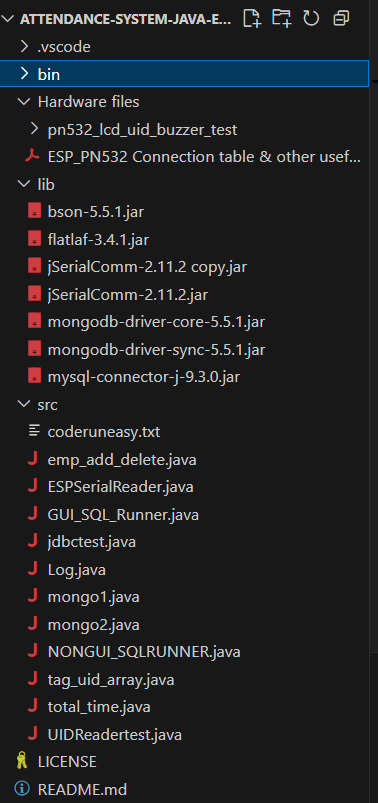 ATTENDANCE-SYSTEM-JAVA-E...
.vscode
bin
Hardware files
pn532_lcd_uid_buzzer_test
ESP_PN532 Connection table & other usef...
lib
bson-5.5.1.jar
flatlaf-3.4.1.jar
jSerialComm-2.11.2 copy.jar
jSerialComm-2.11.2.jar
mongodb-driver-core-5.5.1.jar
mongodb-driver-sync-5.5.1.jar
mysql-connector-j-9.3.0.jar
src
coderuneasy.txt
emp_add_delete.java
ESPSerialReader.java
GUI_SQL_Runner.java
jdbctest.java
Log.java
mongo1.java
mongo2.java
NONGUI_SQLRUNNER.java
tag_uid_array.java
total_time.java
UIDReadertest.java
LICENSE
README.md